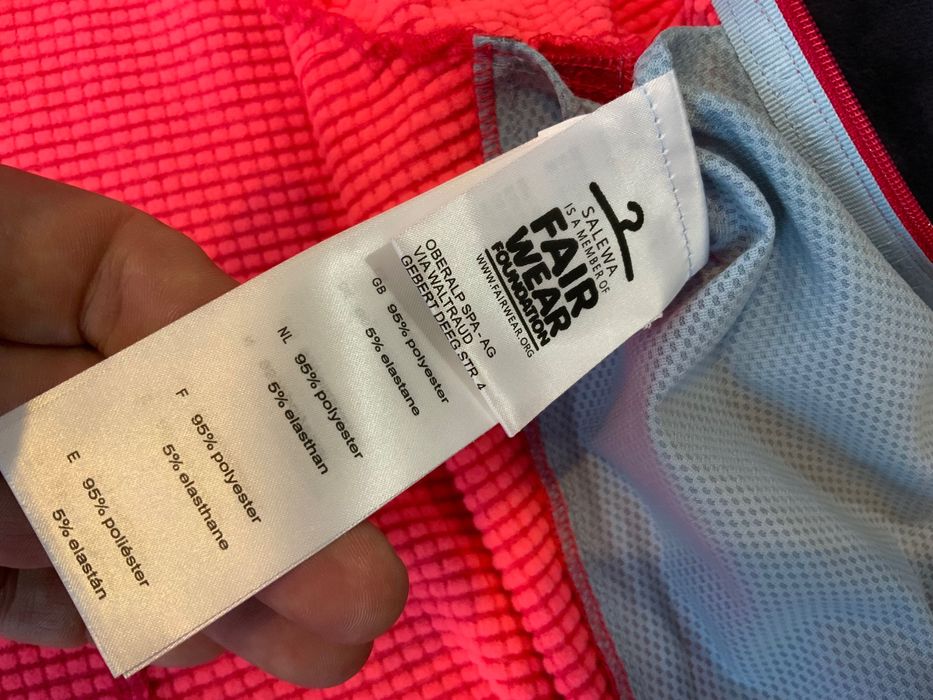 SALEWA
IS A MEMBER OF
FAIR
WEAR
FOUNDATION
WWW.FAIRWEAR.ORG
OBERALP SPA - AG
VIA WALTRAUD
GEBERT DEEG STR. 4
GB 95% polyester
5% elastane
NL 95% polyester
5% elasthan
F 95% polyester
5% elasthane
E 95% poliéster
5% elastán